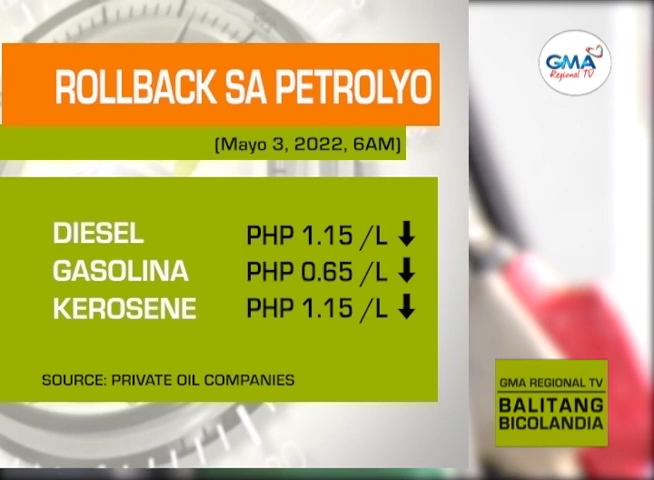 ROLLBACK SA PETROLYO
(Mayo 3, 2022, 6AM)
DIESEL PHP 1.15 /L
GASOLINA PHP 0.65 /L
KEROSENE PHP 1.15 /L
SOURCE: PRIVATE OIL COMPANIES
GMA
Regional TV
GMA REGIONAL TV
BALITANG
BICOLANDIA